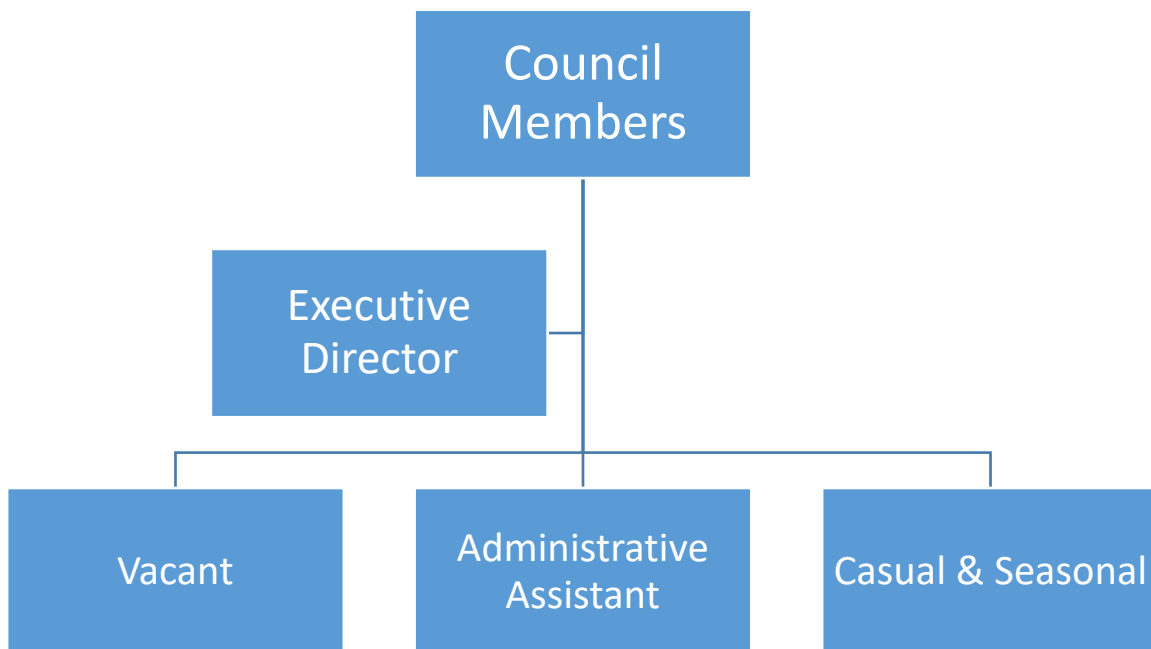 Council
Members
Executive
Director
Vacant
Administrative
Assistant
Casual & Seasonal